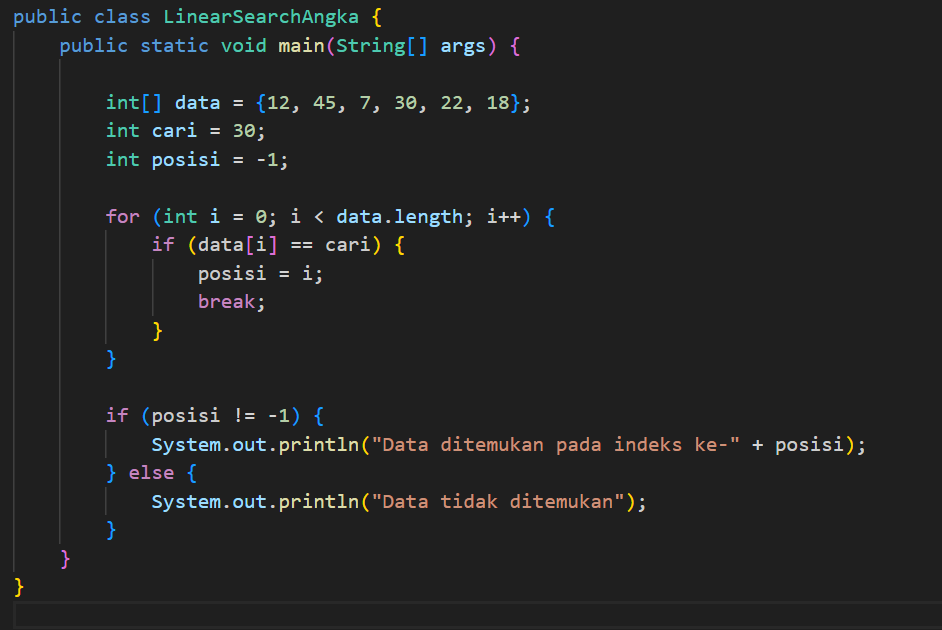 public class LinearSearchAngka {
    public static void main(String[] args) {

        int[] data = {12, 45, 7, 30, 22, 18};
        int cari = 30;
        int posisi = -1;

        for (int i = 0; i < data.length; i++) {
            if (data[i] == cari) {
                posisi = i;
                break;
            }
        }

        if (posisi != -1) {
            System.out.println("Data ditemukan pada indeks ke-" + posisi);
        } else {
            System.out.println("Data tidak ditemukan");
        }
    }
}